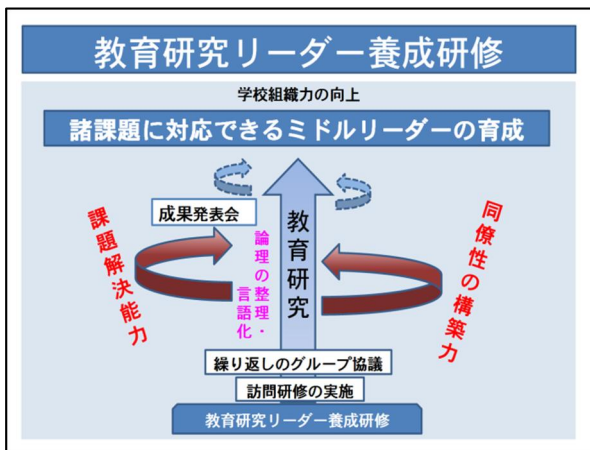 教育研究リーダー養成研修
学校組織力の向上
諸課題に対応できるミドルリーダーの育成
成果発表会
課題解決能力
論理の整理・
言語化
教育研究
同僚性の構築力
繰り返しのグループ協議
訪問研修の実施
教育研究リーダー養成研修